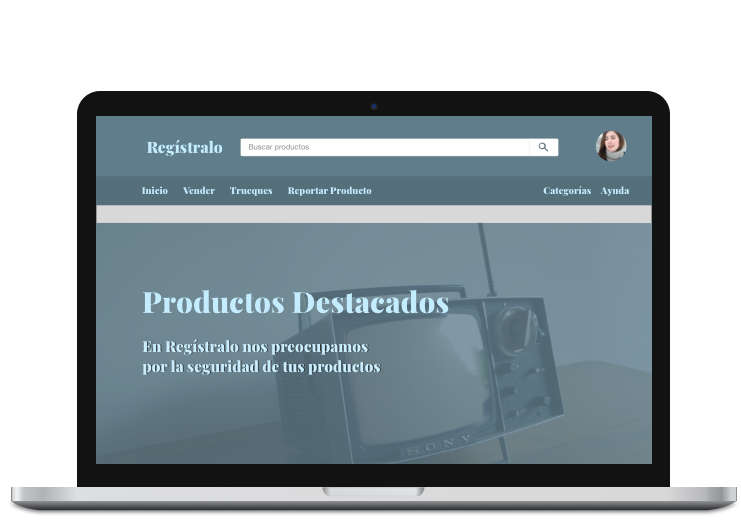 Regístralo
Buscar productos
Inicio Vender Trueques Reportar Producto Categorías Ayuda
Productos Destacados
En Regístralo nos preocupamos
por la seguridad de tus productos
SONY